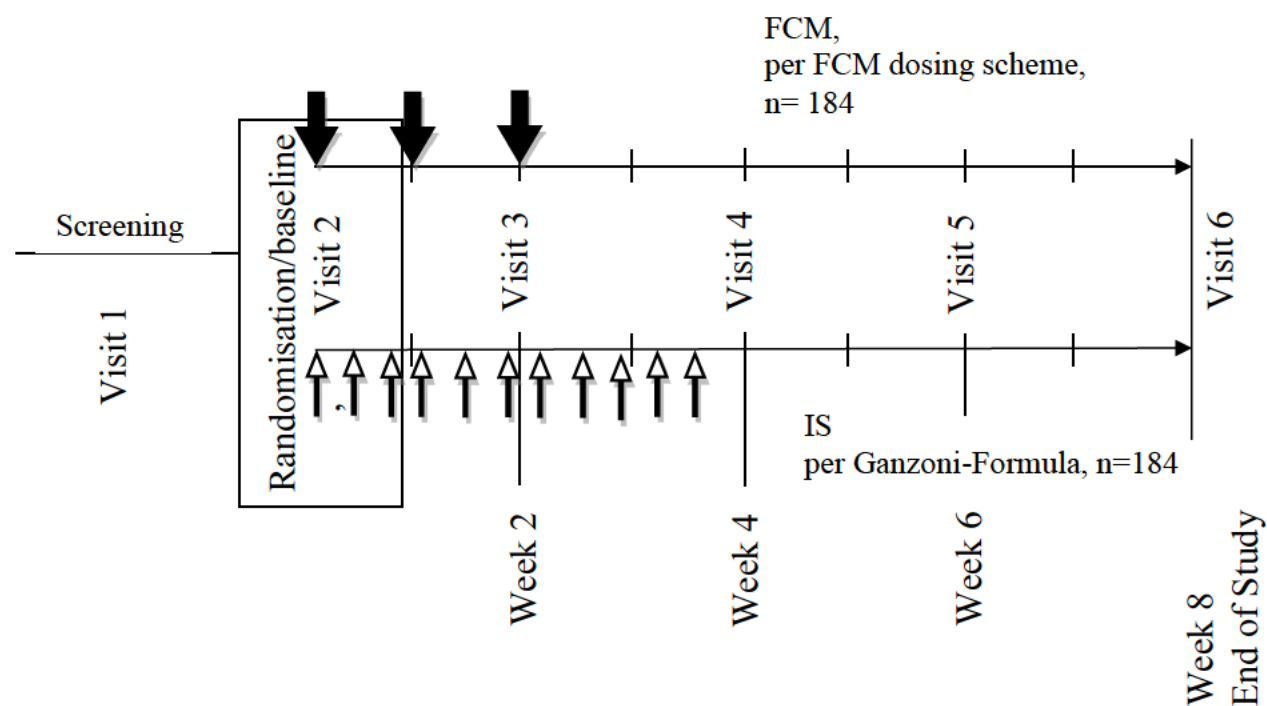 FCM,
per FCM dosing scheme,
n= 184
Screening
Visit 1
Randomisation/baseline
Visit 2
Visit 3
Visit 4
Visit 5
Visit 6
,
IS
per Ganzoni-Formula, n=184
Week 2
Week 4
Week 6
Week 8
End of Study